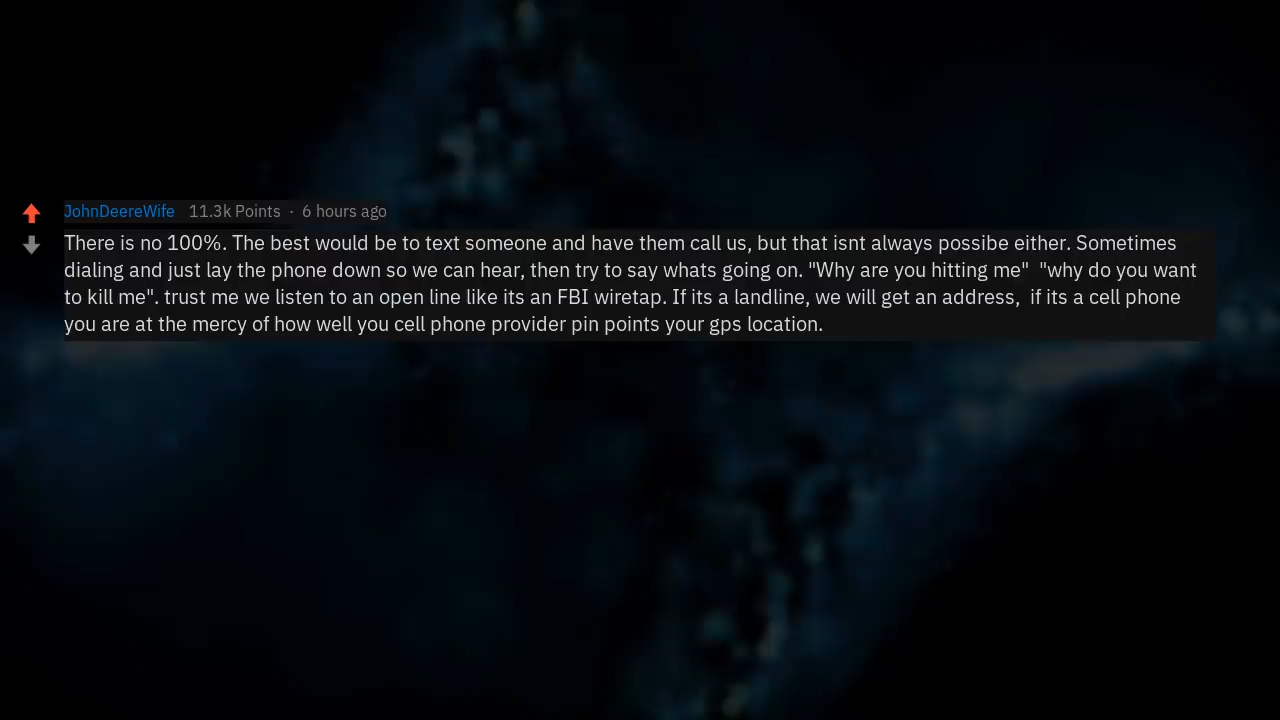 JohnDeereWife 11.3k Points · 6 hours ago
There is no 100%. The best would be to text someone and have them call us, but that isnt always possibe either. Sometimes
dialing and just lay the phone down so we can hear, then try to say whats going on. "Why are you hitting me"  "why do you want
to kill me". trust me we listen to an open line like its an FBI wiretap. If its a landline, we will get an address,  if its a cell phone
you are at the mercy of how well you cell phone provider pin points your gps location.